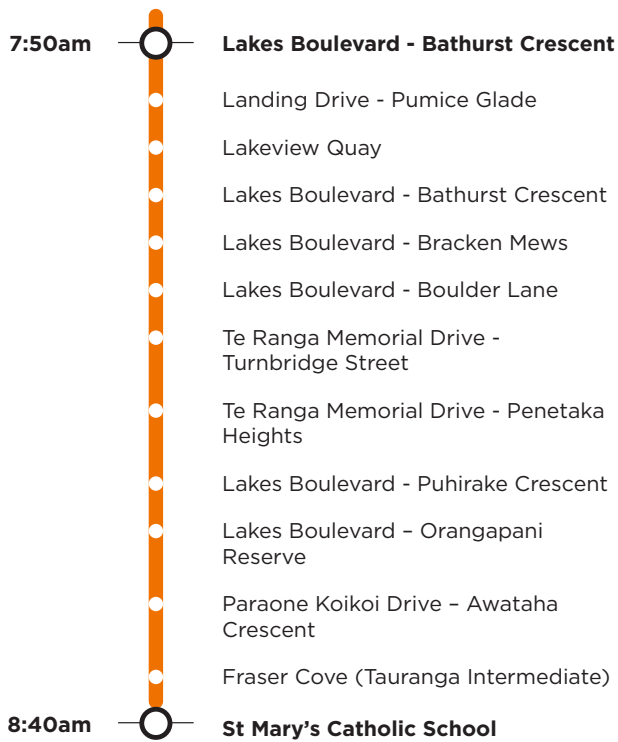 7:50am Lakes Boulevard - Bathurst Crescent
Landing Drive - Pumice Glade
Lakeview Quay
Lakes Boulevard - Bathurst Crescent
Lakes Boulevard - Bracken Mews
Lakes Boulevard - Boulder Lane
Te Ranga Memorial Drive -
Turnbridge Street
Te Ranga Memorial Drive - Penetaka
Heights
Lakes Boulevard - Puhirake Crescent
Lakes Boulevard – Orangapani
Reserve
Paraone Koikoi Drive – Awataha
Crescent
Fraser Cove (Tauranga Intermediate)
8:40am St Mary’s Catholic School